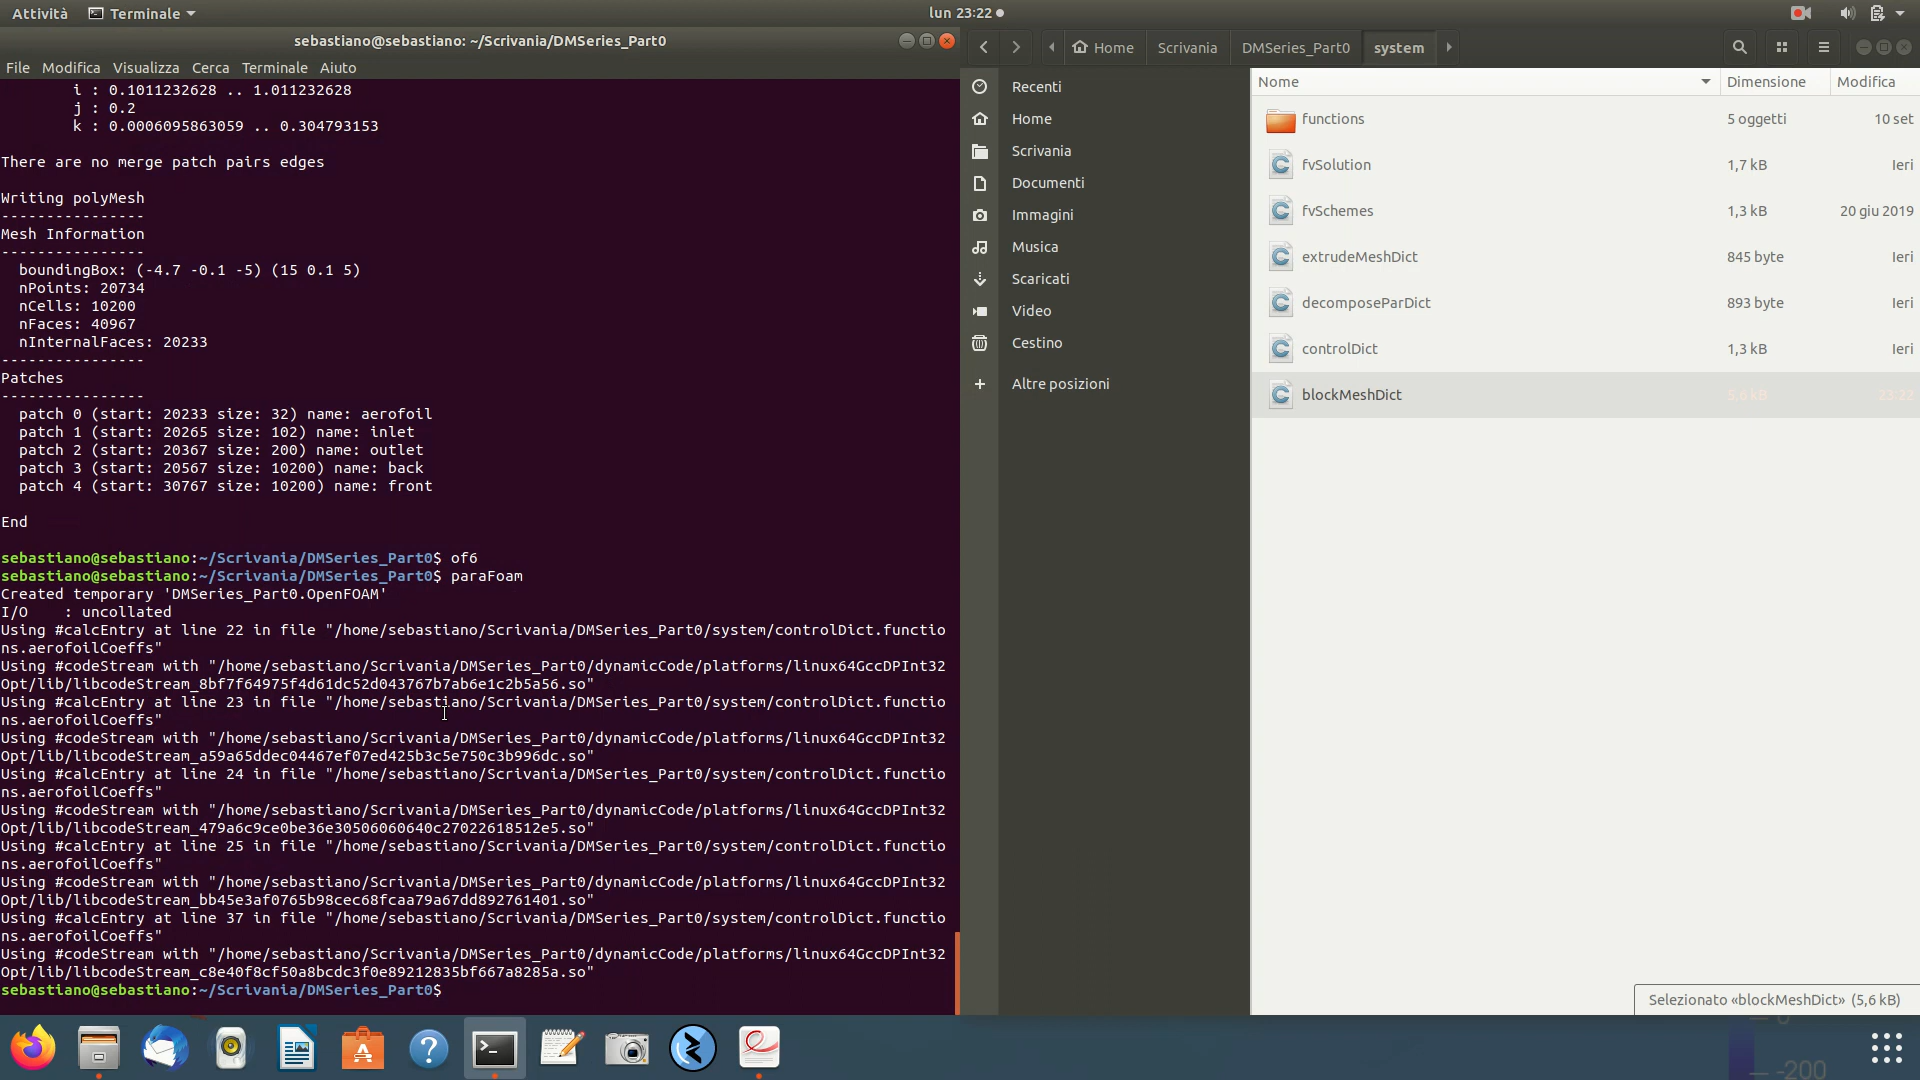 Attività
Terminale
lun 23:22
sebastiano@sebastiano: ~/Scrivania/DMSeries_Part0
File Modifica Visualizza Cerca Terminale Aiuto
i : 0.1011232628 .. 1.011232628
j : 0.2
k : 0.0006095863059 .. 0.304793153
There are no merge patch pairs edges
Writing polyMesh
----------------
Mesh Information
----------------
boundingBox: (-4.7 -0.1 -5) (15 0.1 5)
nPoints: 20734
nCells: 10200
nFaces: 40967
nInternalFaces: 20233
----------------
Patches
----------------
patch 0 (start: 20233 size: 32) name: aerofoil
patch 1 (start: 20265 size: 102) name: inlet
patch 2 (start: 20367 size: 200) name: outlet
patch 3 (start: 20567 size: 10200) name: back
patch 4 (start: 30767 size: 10200) name: front
End
sebastiano@sebastiano:~/Scrivania/DMSeries_Part0$ of6
sebastiano@sebastiano:~/Scrivania/DMSeries_Part0$ paraFoam
Created temporary 'DMSeries_Part0.OpenFOAM'
I/O    : uncollated
Using #calcEntry at line 22 in file "/home/sebastiano/Scrivania/DMSeries_Part0/system/controlDict.functio
ns.aerofoilCoeffs"
Using #codeStream with "/home/sebastiano/Scrivania/DMSeries_Part0/dynamicCode/platforms/linux64GccDPInt32
Opt/lib/libcodeStream_8bf7f64975f4d61dc52d043767b7ab6e1c2b5a56.so"
Using #calcEntry at line 23 in file "/home/sebastiano/Scrivania/DMSeries_Part0/system/controlDict.functio
ns.aerofoilCoeffs"
Using #codeStream with "/home/sebastiano/Scrivania/DMSeries_Part0/dynamicCode/platforms/linux64GccDPInt32
Opt/lib/libcodeStream_a59a65ddec04467ef07ed425b3c5e750c3b996dc.so"
Using #calcEntry at line 24 in file "/home/sebastiano/Scrivania/DMSeries_Part0/system/controlDict.functio
ns.aerofoilCoeffs"
Using #codeStream with "/home/sebastiano/Scrivania/DMSeries_Part0/dynamicCode/platforms/linux64GccDPInt32
Opt/lib/libcodeStream_479a6c9ce0be36e30506060640c27022618512e5.so"
Using #calcEntry at line 25 in file "/home/sebastiano/Scrivania/DMSeries_Part0/system/controlDict.functio
ns.aerofoilCoeffs"
Using #codeStream with "/home/sebastiano/Scrivania/DMSeries_Part0/dynamicCode/platforms/linux64GccDPInt32
Opt/lib/libcodeStream_bb45e3af0765b98cec68fcaa79a67dd892761401.so"
Using #calcEntry at line 37 in file "/home/sebastiano/Scrivania/DMSeries_Part0/system/controlDict.functio
ns.aerofoilCoeffs"
Using #codeStream with "/home/sebastiano/Scrivania/DMSeries_Part0/dynamicCode/platforms/linux64GccDPInt32
Opt/lib/libcodeStream_c8e40f8cf50a8bcdc3f0e89212835bf667a8285a.so"
sebastiano@sebastiano:~/Scrivania/DMSeries_Part0$
Home Scrivania DMSeries_Part0 system
Recenti
Home
Scrivania
Documenti
Immagini
Musica
Scaricati
Video
Cestino
Altre posizioni
Nome Dimensione Modifica
functions 5 oggetti 10 set
fvSolution 1,7 kB Ieri
fvSchemes 1,3 kB 20 giu 2019
extrudeMeshDict 845 byte Ieri
decomposeParDict 893 byte Ieri
controlDict 1,3 kB Ieri
blockMeshDict 5,6 kB 23:22
Selezionato «blockMeshDict» (5,6 kB)
-200